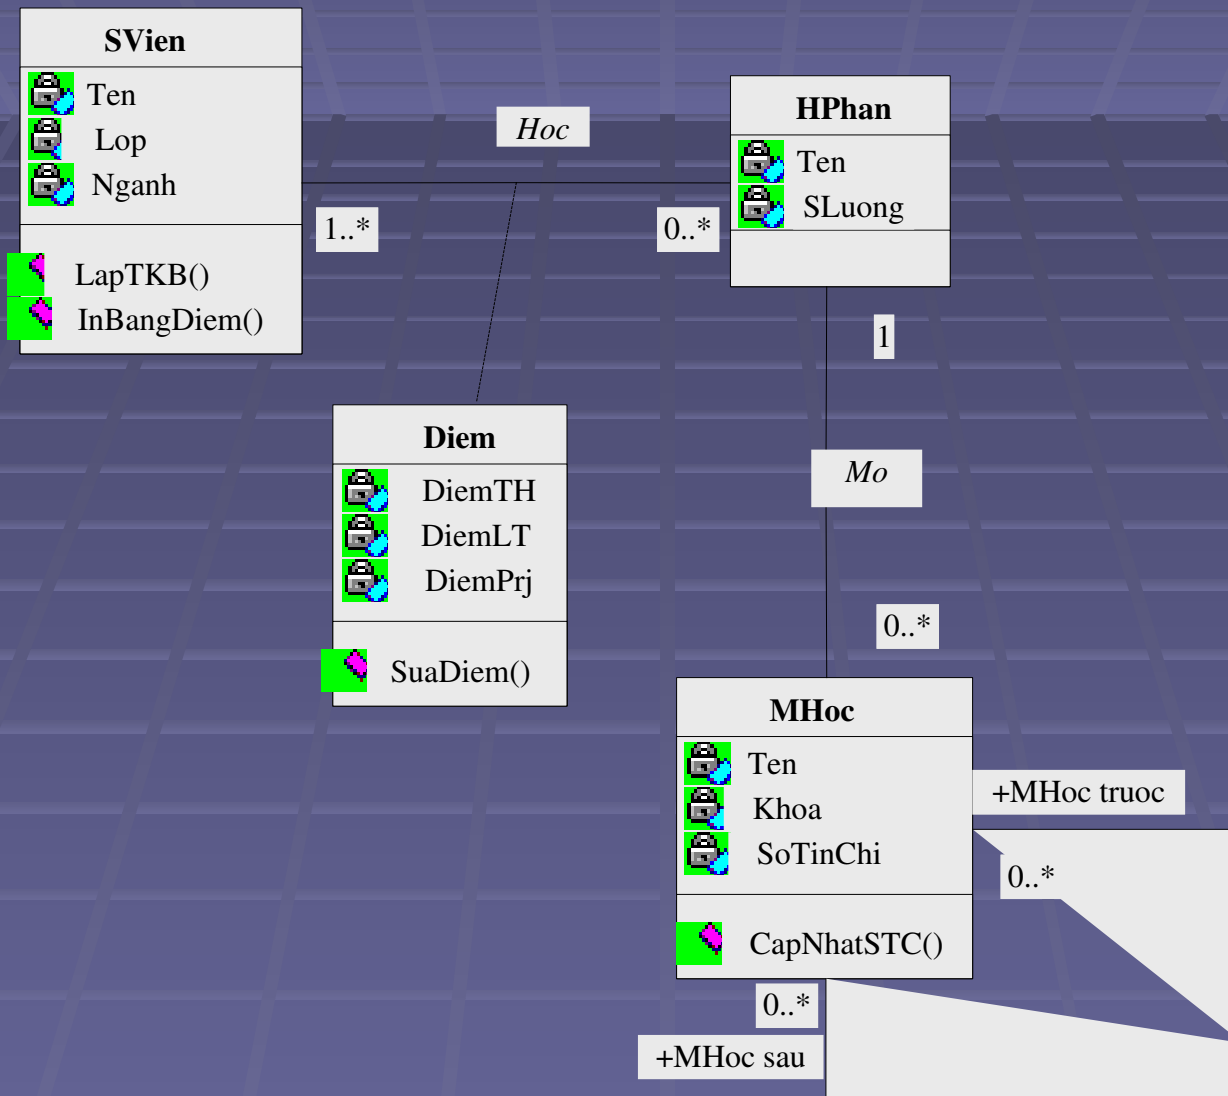 SVien
Ten
Lop
Nganh
LapTKB()
InBangDiem()
Hoc
1..*
0..*
HPhan
Ten
SLuong
1
Mo
0..*
Diem
DiemTH
DiemLT
DiemPrj
SuaDiem()
MHoc
Ten
Khoa
SoTinChi
CapNhatSTC()
+MHoc truoc
0..*
0..*
+MHoc sau